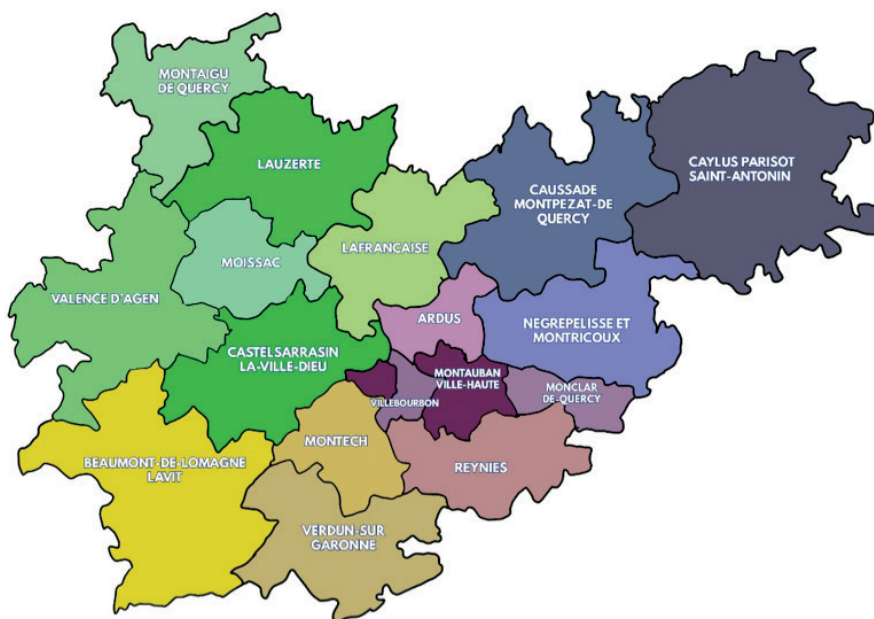 MONTAIGU
DE QUERCY
LAUZERTE
CAYLUS PARISOT
SAINT-ANTONIN
CAUSSADE
MONTPEZAT-DE
QUERCY
LAFRANCAISE
MOISSAC
VALENCE D'AGEN
ARDUS
NEGREPELISSE ET
MONTRICOUX
CASTELSARRASIN
LA-VILLE-DIEU
MONTAUBAN
VILLE-HAUTE
VILLEBOURBON
MONCLAR
DE-QUERCY
MONTECH
BEAUMONT-DE-LOMAGNE
LAVIT
REYNIES
VERDUN-SUR
GARONNE